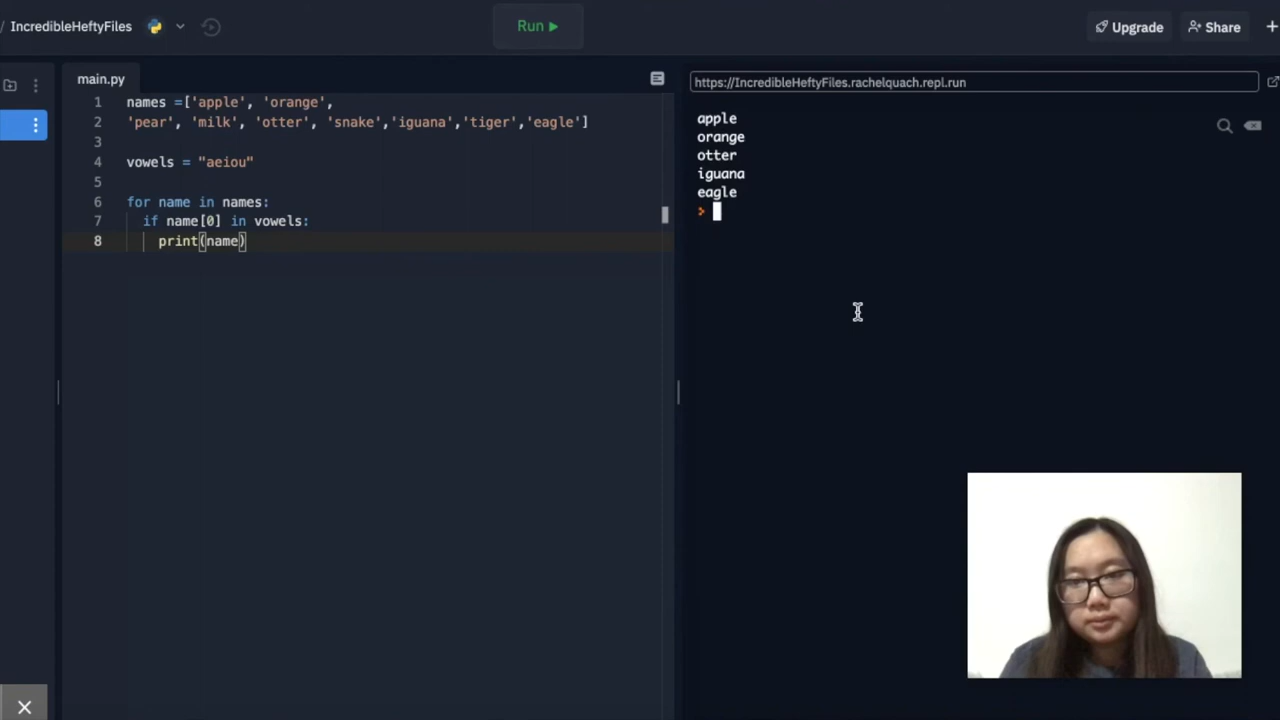 / IncredibleHeftyFiles
Run
Upgrade
Share
main.py
1 names =['apple', 'orange',
2 'pear', 'milk', 'otter', 'snake','iguana','tiger','eagle']
3
4 vowels = "aeiou"
5
6 for name in names:
7 if name[0] in vowels:
8 print(name)
https://IncredibleHeftyFiles.rachelquach.repl.run
apple
orange
otter
iguana
eagle
>